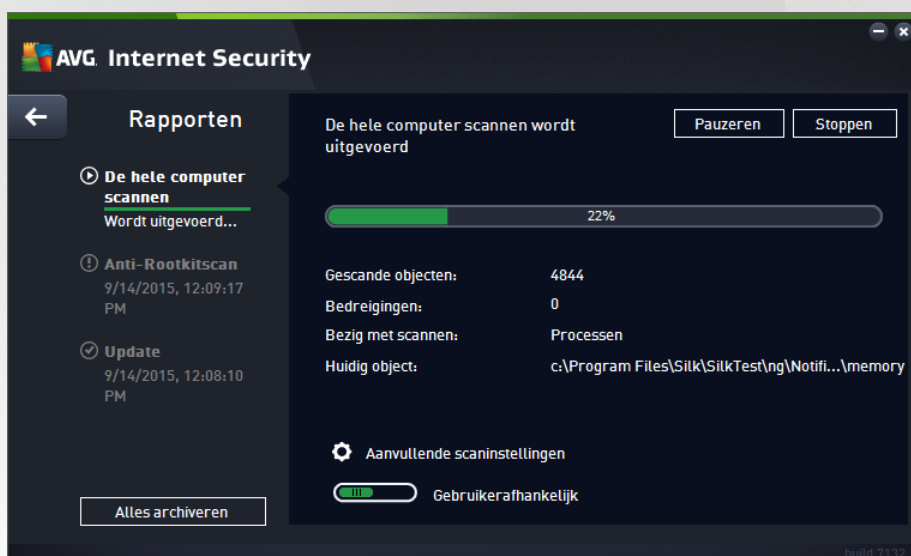 AVG. Internet Security
Rapporten
De hele computer
scannen
Wordt uitgevoerd...
Anti-Rootkitscan
9/14/2015, 12:09:17
PM
Update
9/14/2015, 12:08:10
PM
Alles archiveren
De hele computer scannen wordt
uitgevoerd
Pauzeren
Stoppen
22%
Gescande objecten: 4844
Bedreigingen: 0
Bezig met scannen: Processen
Huidig object: c:\Program Files\Silk\SilkTest\ng\Notifi...\memory
Aanvullende scaninstellingen
Gebruikerafhankelijk
build 7132